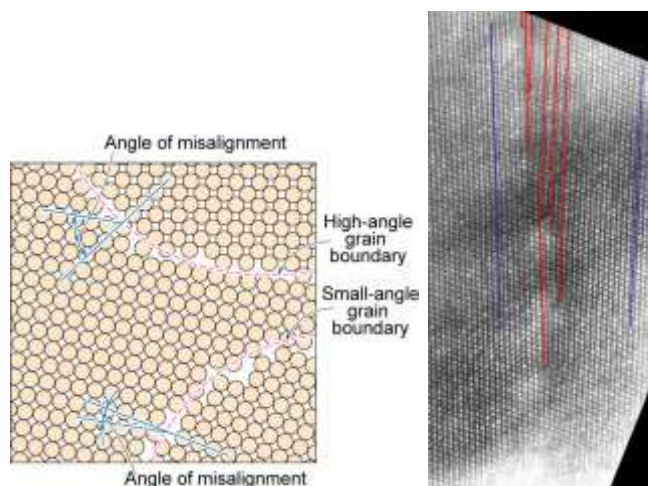 Angle of misalignment
High-angle
grain
boundary
Small-angle
grain
boundary
Angle of misalignment